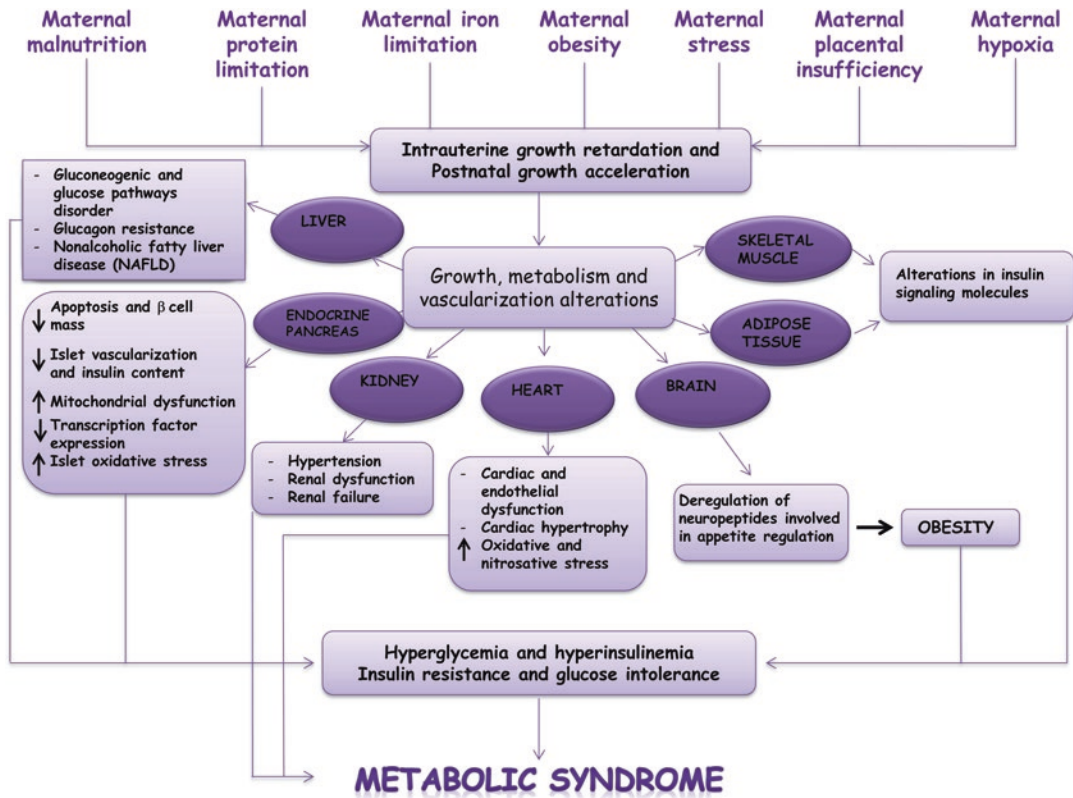 Maternal
malnutrition
Maternal
protein
limitation
Maternal iron
limitation
Maternal
obesity
Maternal
stress
Maternal
placental
insufficiency
Maternal
hypoxia
Intrauterine growth retardation and
Postnatal growth acceleration
- Gluconeogenic and
glucose pathways
disorder
- Glucagon resistance
- Nonalcoholic fatty liver
disease (NAFLD)
LIVER
Growth, metabolism and
vascularization alterations
SKELETAL
MUSCLE
Alterations in insulin
signaling molecules
↓ Apoptosis and β cell
mass
↓ Islet vascularization
and insulin content
↑ Mitochondrial dysfunction
↓ Transcription factor
expression
↑ Islet oxidative stress
ENDOCRINE
PANCREAS
ADIPOSE
TISSUE
KIDNEY
HEART
BRAIN
- Hypertension
- Renal dysfunction
- Renal failure
- Cardiac and
endothelial
dysfunction
- Cardiac hypertrophy
↑ Oxidative and
nitrosative stress
Deregulation of
neuropeptides involved
in appetite regulation
OBESITY
Hyperglycemia and hyperinsulinemia
Insulin resistance and glucose intolerance
METABOLIC SYNDROME